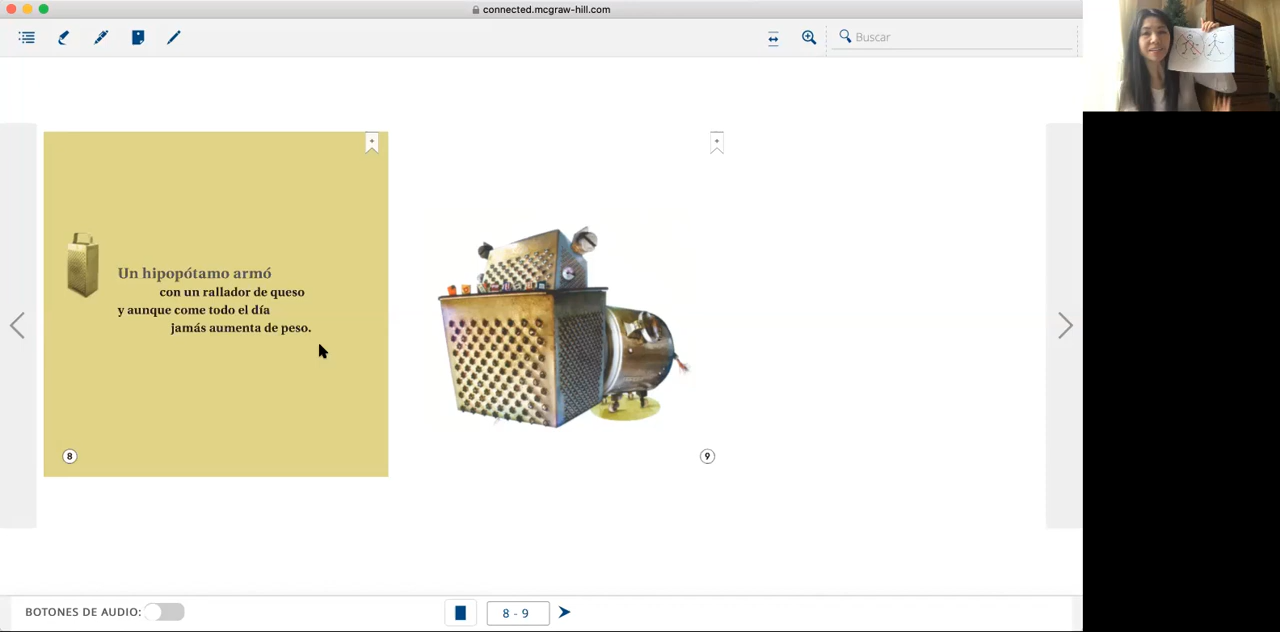 connected.mcgraw-hill.com
Buscar
Un hipopótamo armó
con un rallador de queso
y aunque come todo el día
jamás aumenta de peso.
8
9
BOTONES DE AUDIO:
8 - 9